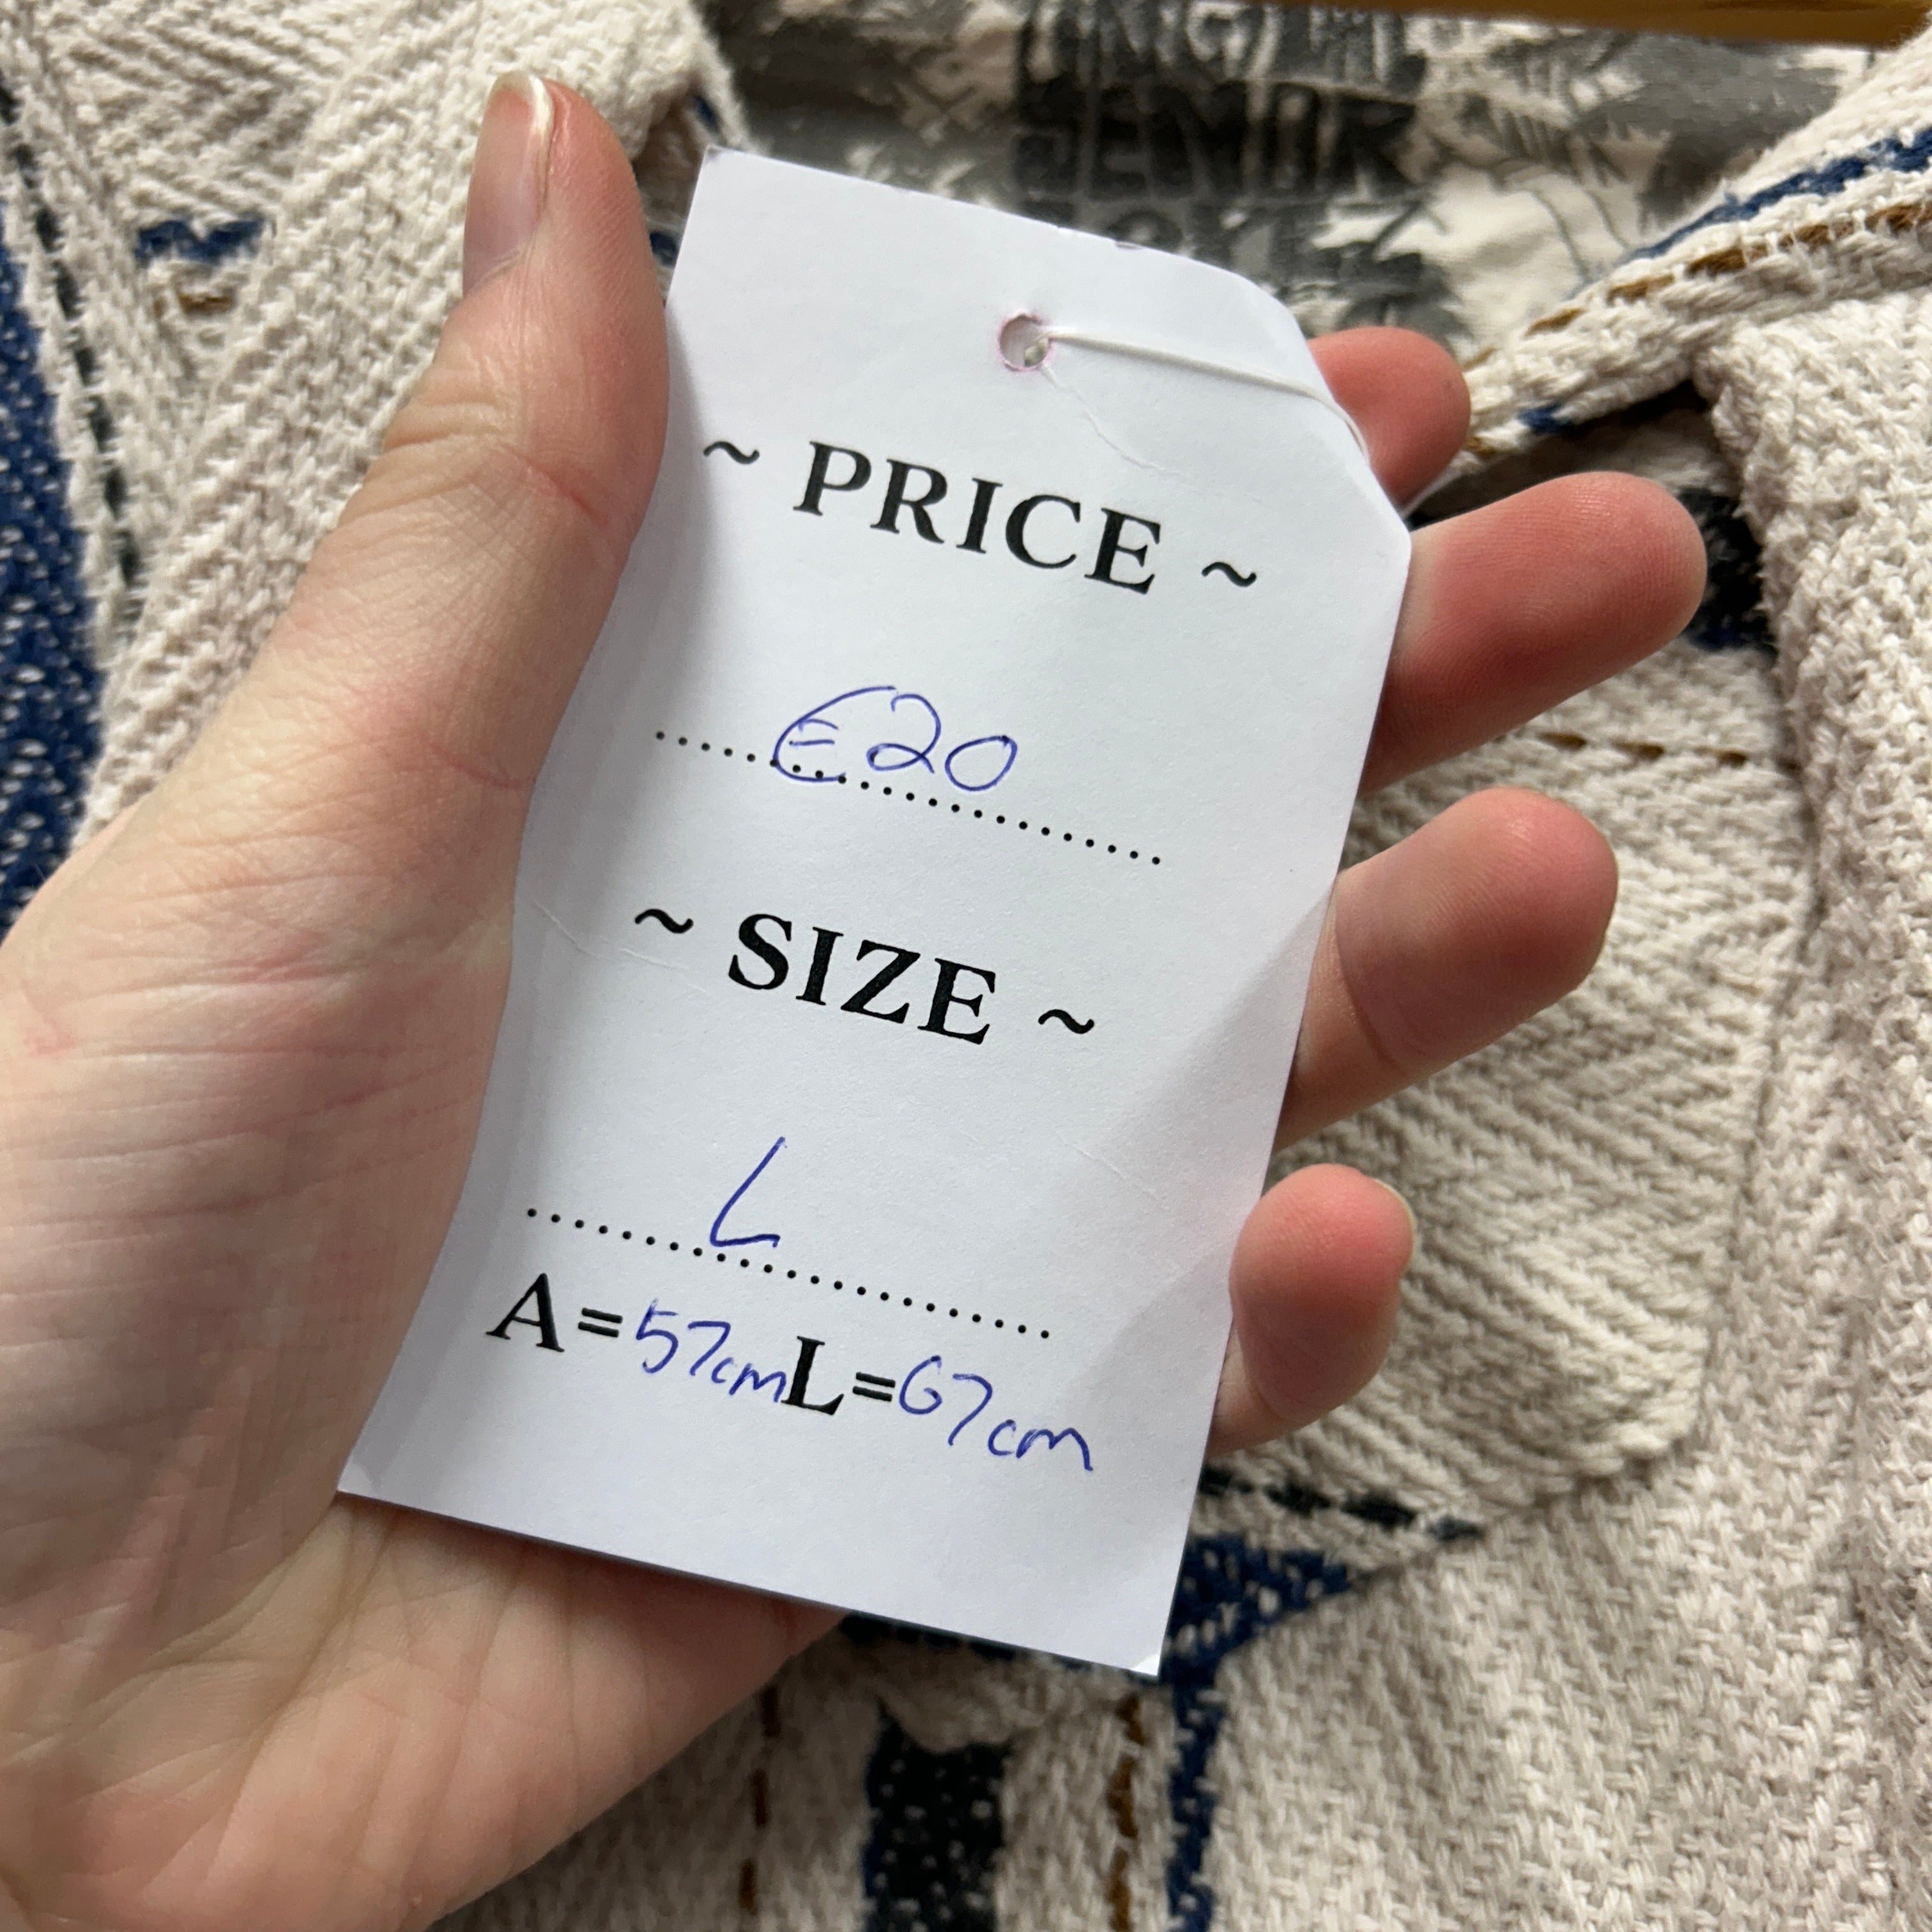 ~ PRICE ~
€20
~ SIZE ~
L
A=57cm L=67cm